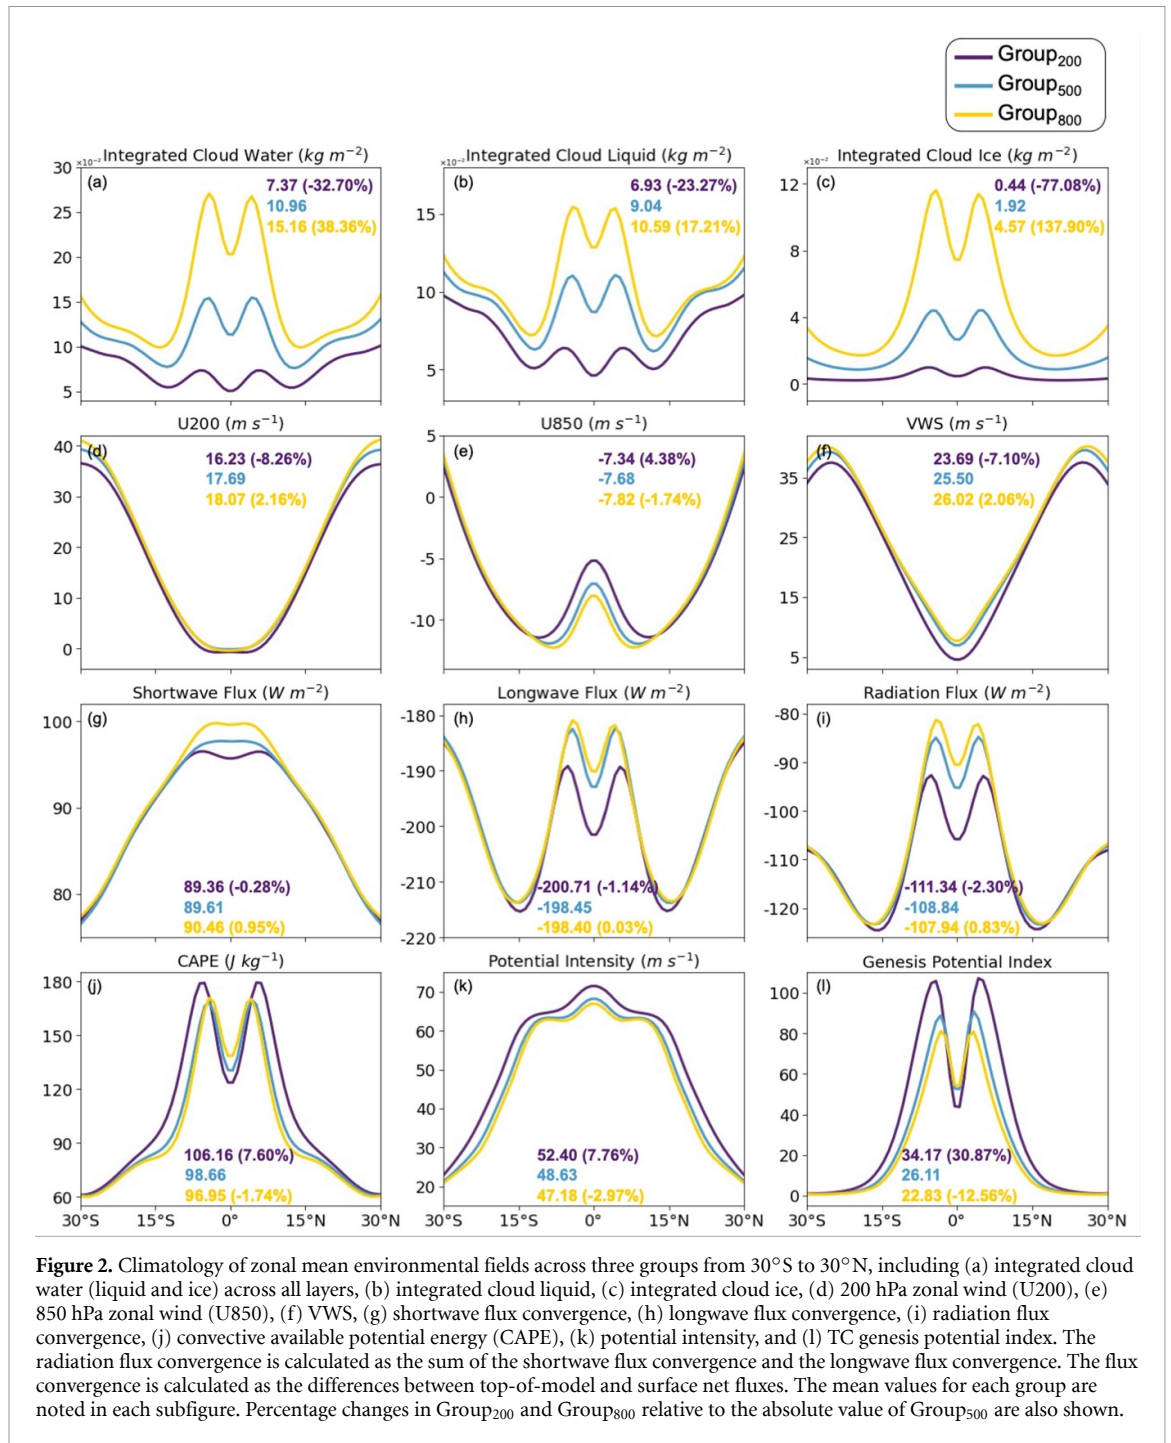 Group₂₀₀
Group₅₀₀
Group₈₀₀
×10⁻² Integrated Cloud Water (kg m⁻²)
(a)
7.37 (-32.70%)
10.96
15.16 (38.36%)
30
25
20
15
10
5
×10⁻² Integrated Cloud Liquid (kg m⁻²)
(b)
6.93 (-23.27%)
9.04
10.59 (17.21%)
15
10
5
×10⁻² Integrated Cloud Ice (kg m⁻²)
(c)
0.44 (-77.08%)
1.92
4.57 (137.90%)
12
8
4
0
U200 (m s⁻¹)
(d)
16.23 (-8.26%)
17.69
18.07 (2.16%)
40
30
20
10
0
U850 (m s⁻¹)
(e)
-7.34 (4.38%)
-7.68
-7.82 (-1.74%)
5
0
-5
-10
VWS (m s⁻¹)
(f)
23.69 (-7.10%)
25.50
26.02 (2.06%)
35
25
15
5
Shortwave Flux (W m⁻²)
(g)
100
90
80
89.36 (-0.28%)
89.61
90.46 (0.95%)
Longwave Flux (W m⁻²)
(h)
-180
-190
-200
-210
-220
-200.71 (-1.14%)
-198.45
-198.40 (0.03%)
Radiation Flux (W m⁻²)
(i)
-80
-90
-100
-110
-120
-111.34 (-2.30%)
-108.84
-107.94 (0.83%)
CAPE (J kg⁻¹)
(j)
180
150
120
90
60
106.16 (7.60%)
98.66
96.95 (-1.74%)
30°S 15°S 0° 15°N 30°N
Potential Intensity (m s⁻¹)
(k)
70
60
50
40
30
20
52.40 (7.76%)
48.63
47.18 (-2.97%)
30°S 15°S 0° 15°N 30°N
Genesis Potential Index
(l)
100
80
60
40
20
0
34.17 (30.87%)
26.11
22.83 (-12.56%)
30°S 15°S 0° 15°N 30°N
Figure 2. Climatology of zonal mean environmental fields across three groups from 30°S to 30°N, including (a) integrated cloud
water (liquid and ice) across all layers, (b) integrated cloud liquid, (c) integrated cloud ice, (d) 200 hPa zonal wind (U200), (e)
850 hPa zonal wind (U850), (f) VWS, (g) shortwave flux convergence, (h) longwave flux convergence, (i) radiation flux
convergence, (j) convective available potential energy (CAPE), (k) potential intensity, and (l) TC genesis potential index. The
radiation flux convergence is calculated as the sum of the shortwave flux convergence and the longwave flux convergence. The flux
convergence is calculated as the differences between top-of-model and surface net fluxes. The mean values for each group are
noted in each subfigure. Percentage changes in Group₂₀₀ and Group₈₀₀ relative to the absolute value of Group₅₀₀ are also shown.